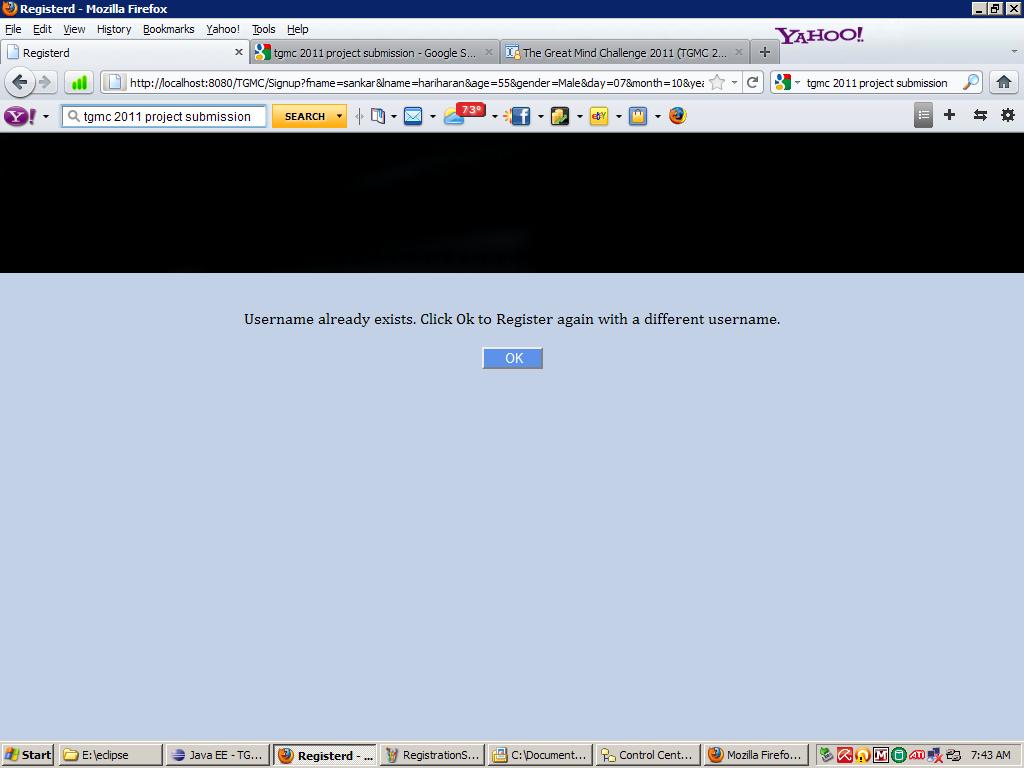 Registerd - Mozilla Firefox
File Edit View History Bookmarks Yahoo! Tools Help
YAHOO!
Registerd
tgmc 2011 project submission - Google S...
The Great Mind Challenge 2011 (TGMC 2...
http://localhost:8080/TGMC/Signup?fname=sankar&lname=hariharan&age=55&gender=Male&day=07&month=10&yea
tgmc 2011 project submission
Y!
tgmc 2011 project submission
SEARCH
73°
Username already exists. Click Ok to Register again with a different username.
OK
Start
E:\eclipse
Java EE - TG...
Registerd - ...
RegistrationS...
C:\Document...
Control Cent...
Mozilla Firefo...
7:43 AM